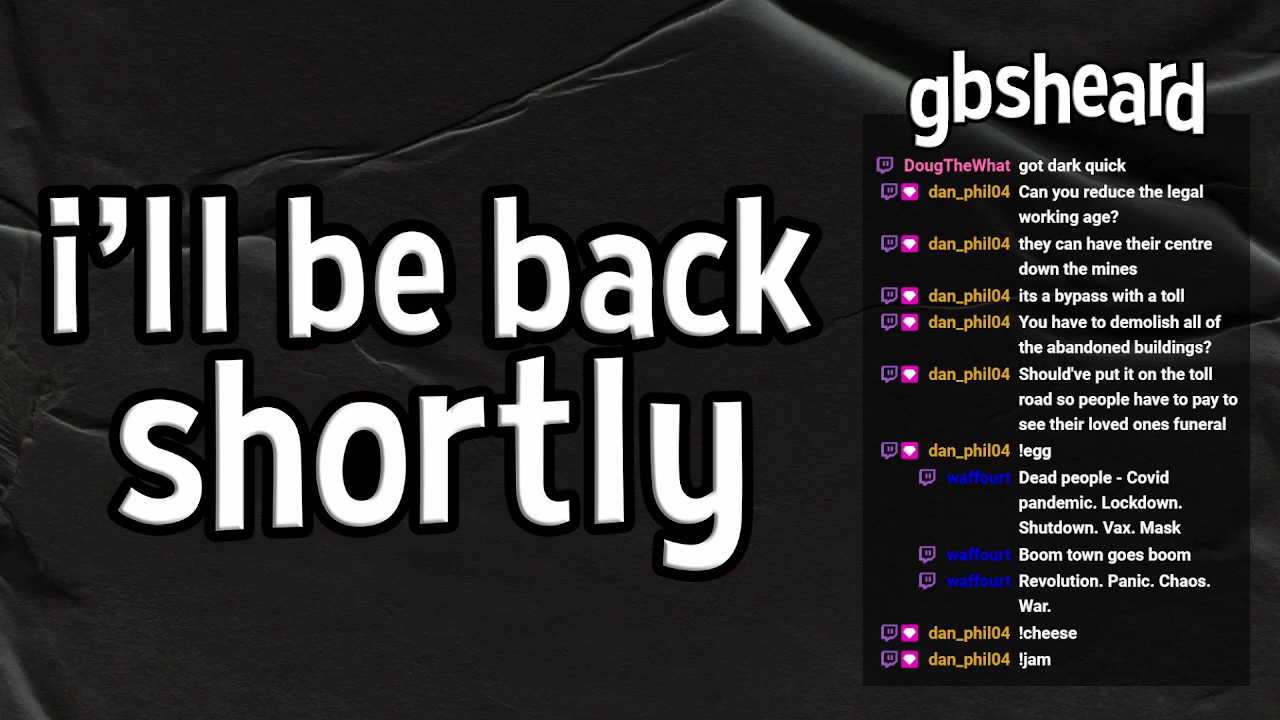 i'll be back
shortly
gbsheard
DougTheWhat got dark quick
dan_phil04 Can you reduce the legal
working age?
dan_phil04 they can have their centre
down the mines
dan_phil04 its a bypass with a toll
dan_phil04 You have to demolish all of
the abandoned buildings?
dan_phil04 Should've put it on the toll
road so people have to pay to
see their loved ones funeral
dan_phil04 !egg
waffourt Dead people - Covid
pandemic. Lockdown.
Shutdown. Vax. Mask
waffourt Boom town goes boom
waffourt Revolution. Panic. Chaos.
War.
dan_phil04 !cheese
dan_phil04 !jam